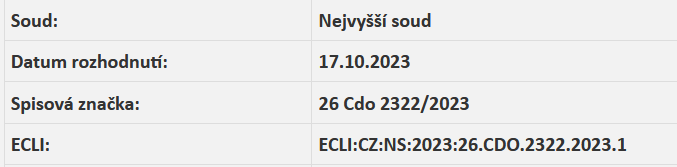 Soud: Nejvyšší soud
Datum rozhodnutí: 17.10.2023
Spisová značka: 26 Cdo 2322/2023
ECLI: ECLI:CZ:NS:2023:26.CDO.2322.2023.1